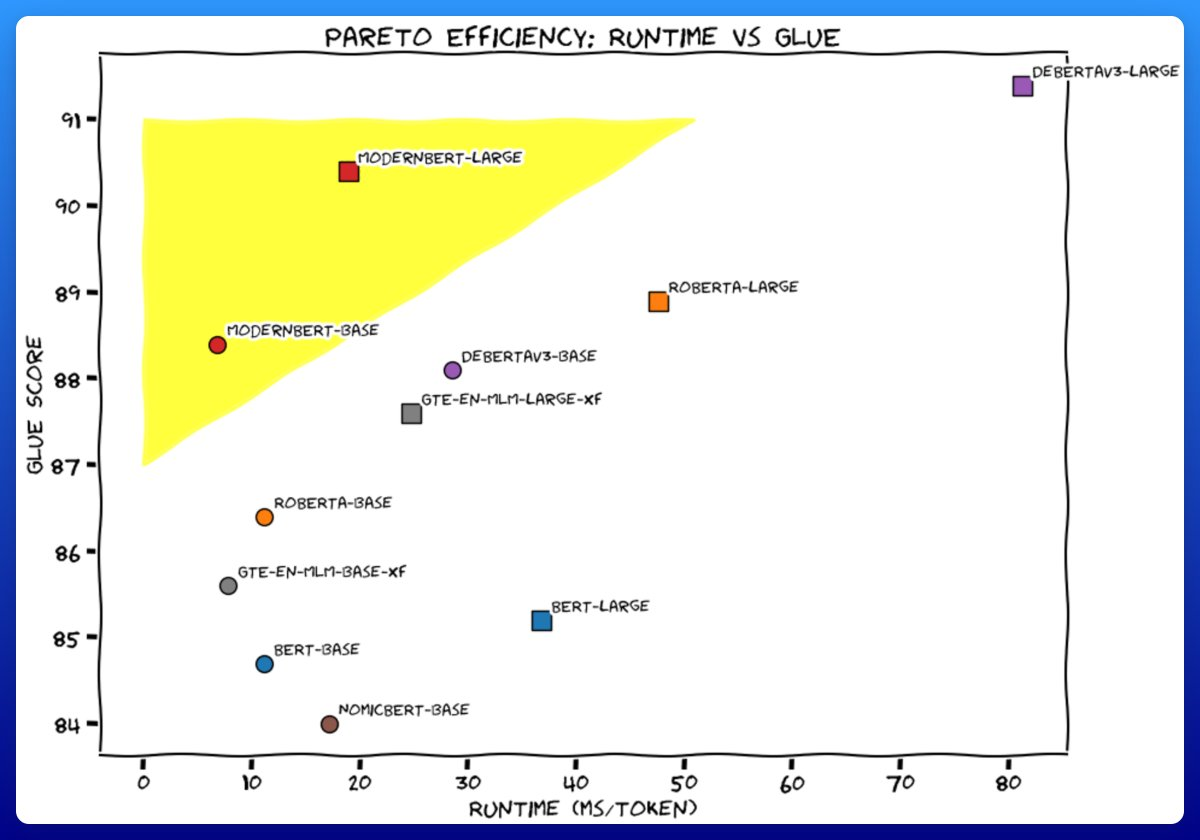 PARETO EFFICIENCY: RUNTIME VS GLUE
DEBERTAV3-LARGE
91
MODERNBERT-LARGE
90
89
ROBERTA-LARGE
MODERNBERT-BASE
DEBERTAV3-BASE
88
GTE-EN-MLM-LARGE-XF
GLUE SCORE
87
ROBERTA-BASE
86
GTE-EN-MLM-BASE-XF
BERT-LARGE
85
BERT-BASE
NOMICBERT-BASE
84
0 10 20 30 40 50 60 70 80
RUNTIME (MS/TOKEN)